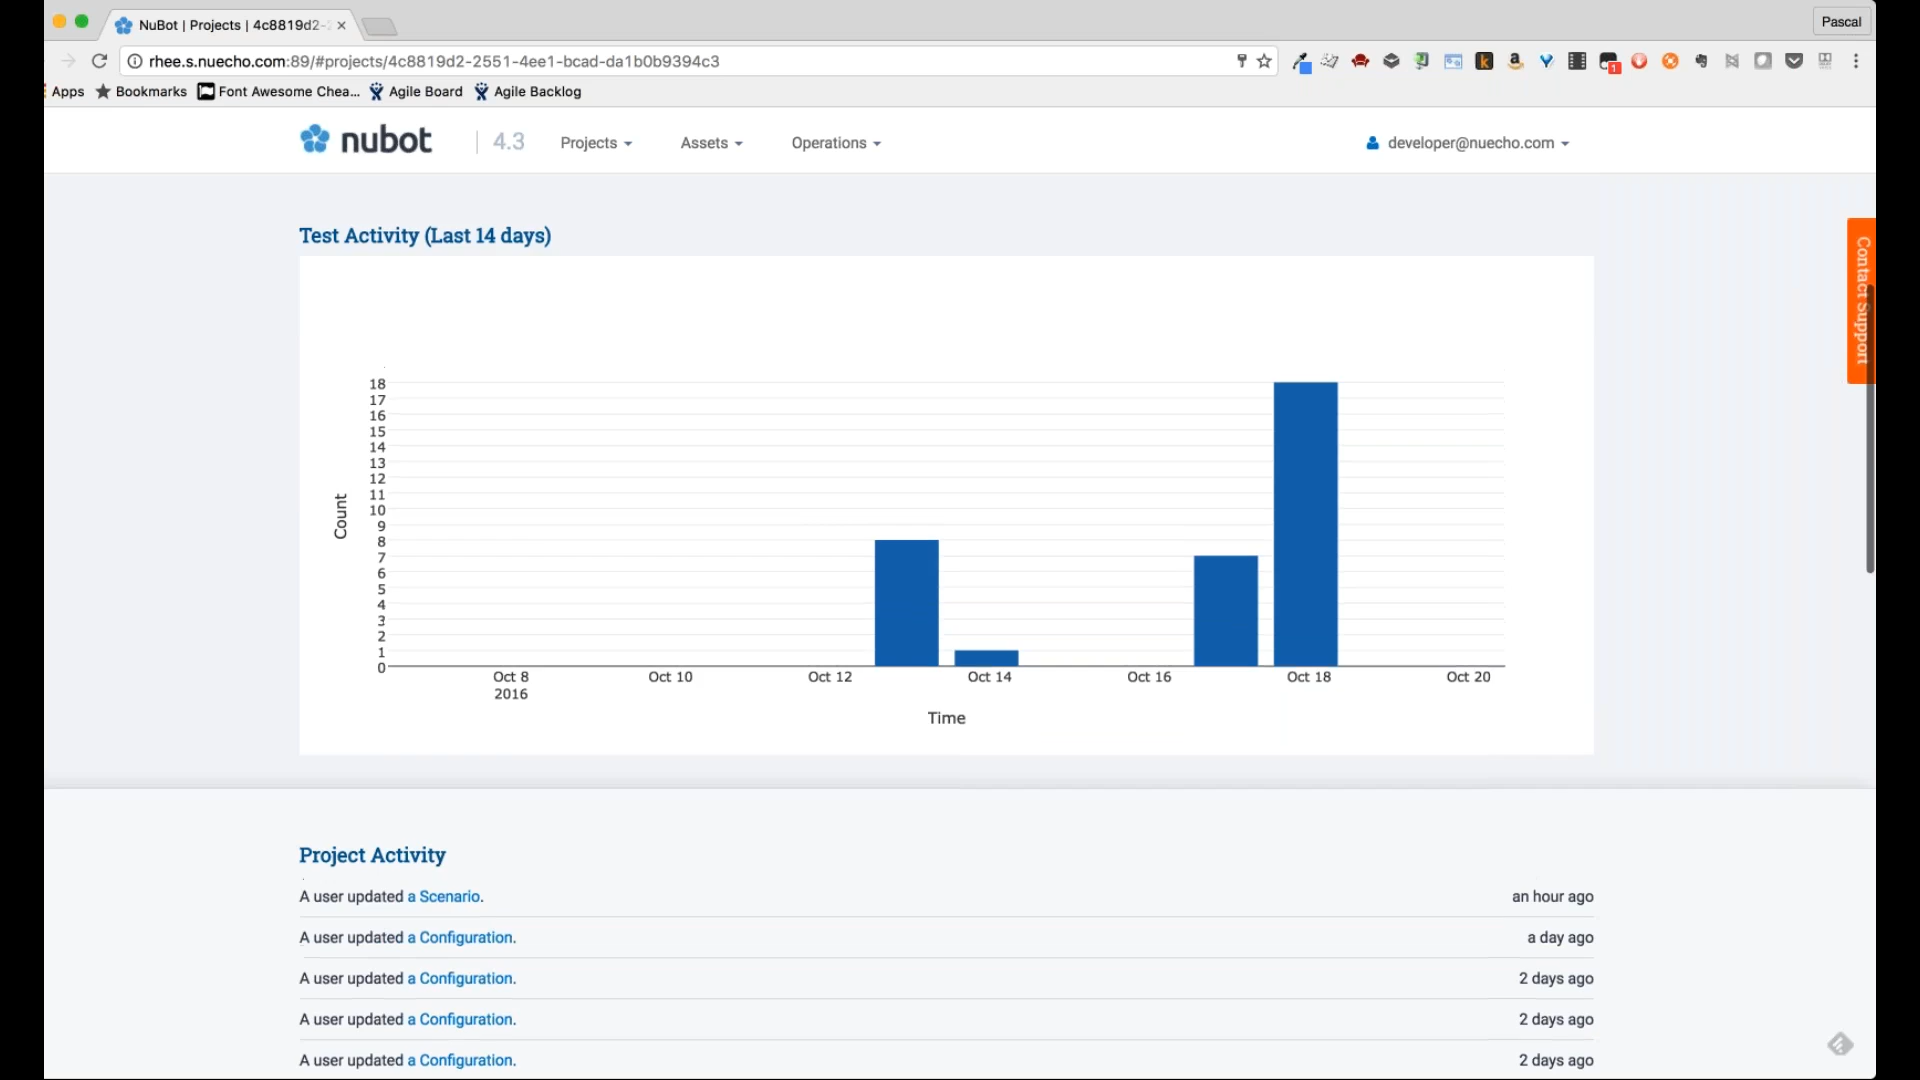 NuBot | Projects | 4c8819d2-
Pascal
rhee.s.nuecho.com:89/#projects/4c8819d2-2551-4ee1-bcad-da1b0b9394c3
Apps Bookmarks Font Awesome Chea... Agile Board Agile Backlog
nubot 4.3 Projects Assets Operations developer@nuecho.com
Contact Support
Test Activity (Last 14 days)
18
17
16
15
14
13
12
11
10
9
8
7
6
5
4
3
2
1
0
Count
Oct 8 Oct 10 Oct 12 Oct 14 Oct 16 Oct 18 Oct 20
2016
Time
Project Activity
A user updated a Scenario. an hour ago
A user updated a Configuration. a day ago
A user updated a Configuration. 2 days ago
A user updated a Configuration. 2 days ago
A user updated a Configuration. 2 days ago